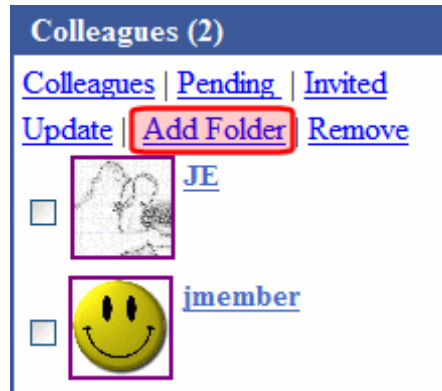 Colleagues (2)
Colleagues | Pending | Invited
Update | Add Folder | Remove
JE
jmember